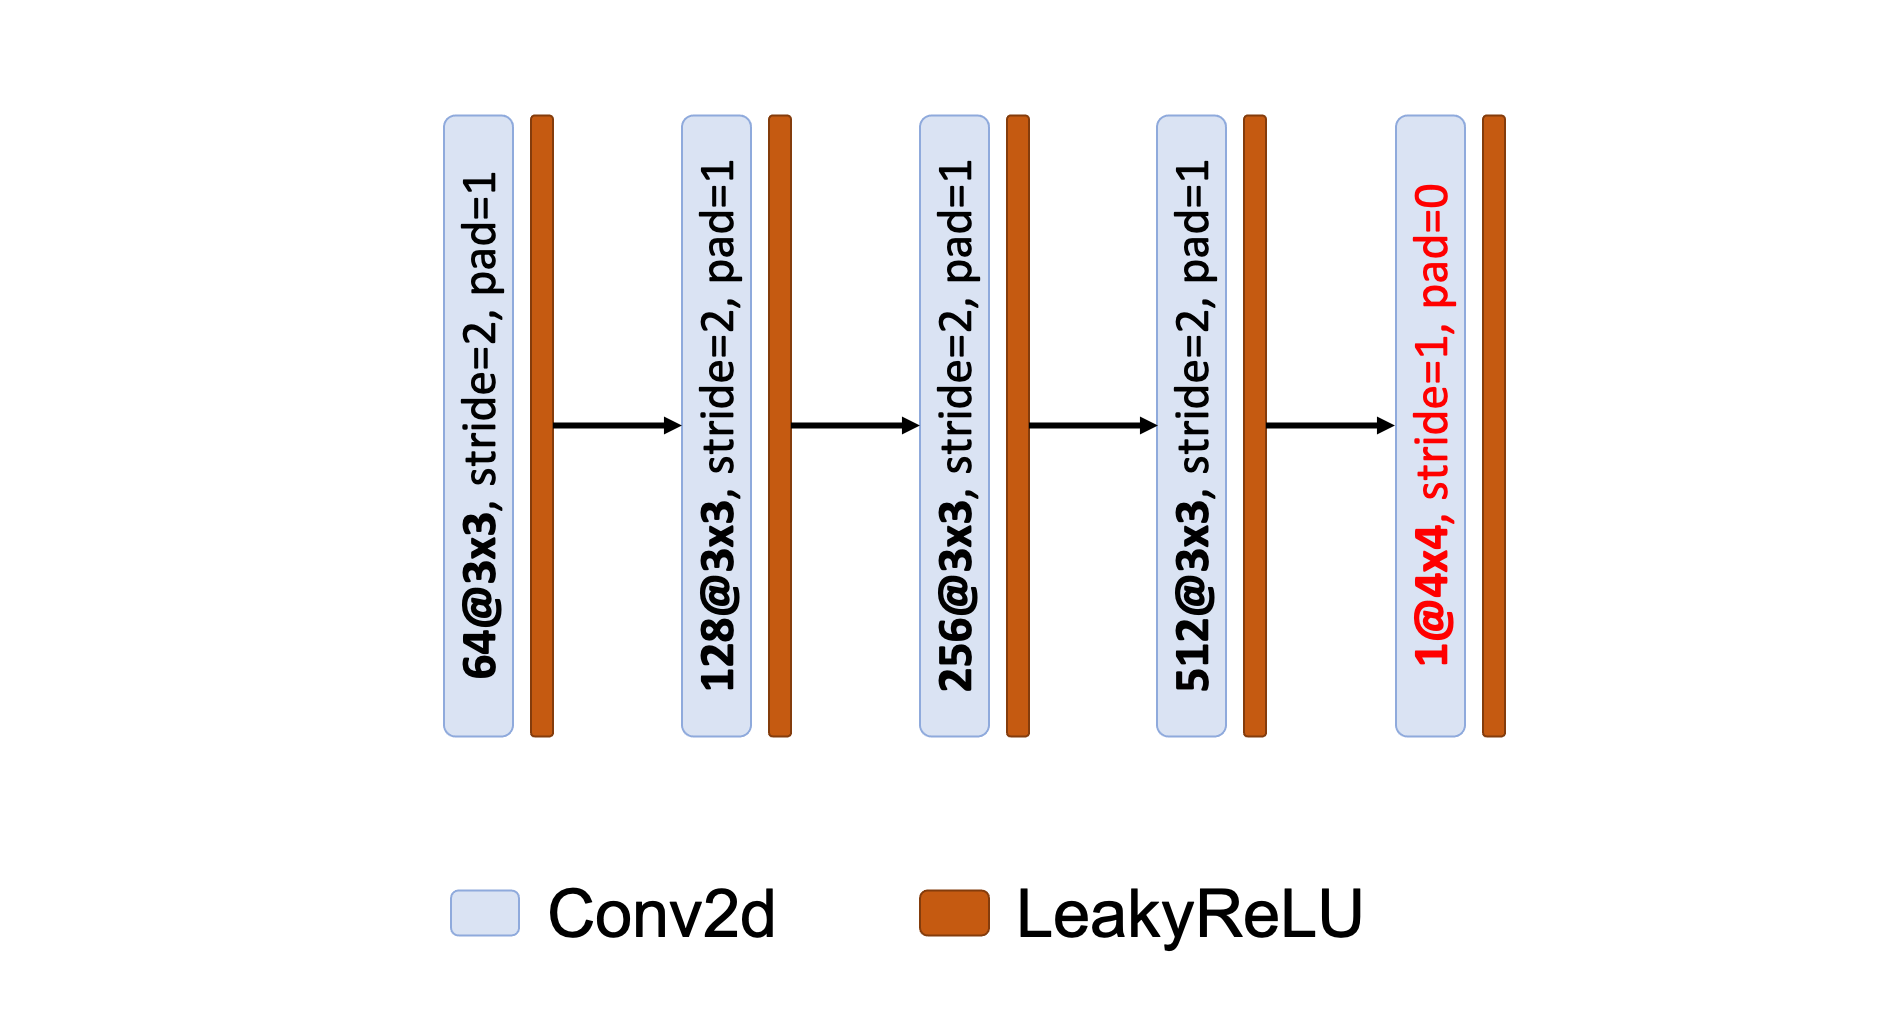 64@3x3, stride=2, pad=1
128@3x3, stride=2, pad=1
256@3x3, stride=2, pad=1
512@3x3, stride=2, pad=1
1@4x4, stride=1, pad=0
Conv2d
LeakyReLU